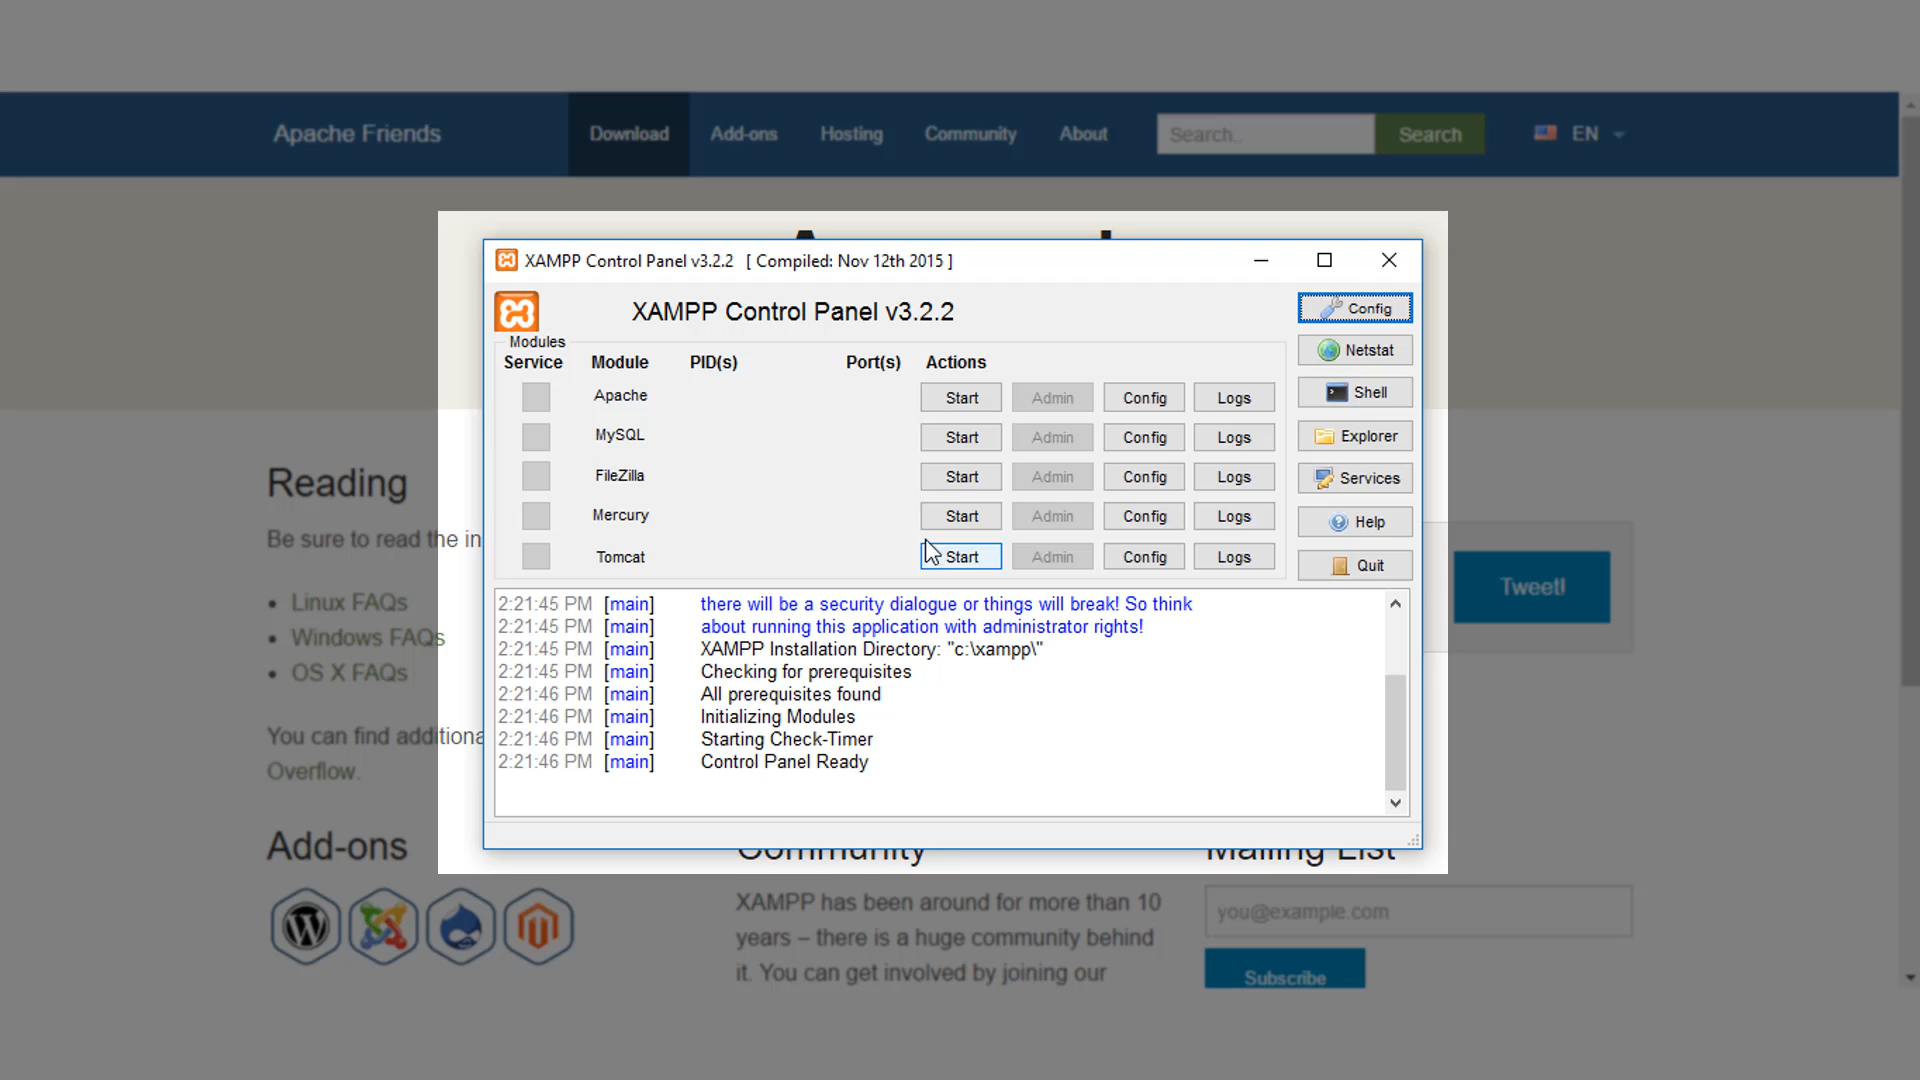 Apache Friends Download Add-ons Hosting Community About Search.. Search EN
XAMPP Control Panel v3.2.2 [ Compiled: Nov 12th 2015 ]
XAMPP Control Panel v3.2.2 Config
Modules
Service Module PID(s) Port(s) Actions Netstat
Apache Start Admin Config Logs Shell
MySQL Start Admin Config Logs Explorer
FileZilla Start Admin Config Logs Services
Mercury Start Admin Config Logs Help
Tomcat Start Admin Config Logs Quit
2:21:45 PM [main] there will be a security dialogue or things will break! So think
2:21:45 PM [main] about running this application with administrator rights!
2:21:45 PM [main] XAMPP Installation Directory: "c:\xampp\"
2:21:45 PM [main] Checking for prerequisites
2:21:46 PM [main] All prerequisites found
2:21:46 PM [main] Initializing Modules
2:21:46 PM [main] Starting Check-Timer
2:21:46 PM [main] Control Panel Ready
Reading
Be sure to read the in
Linux FAQs
Windows FAQs
OS X FAQs
You can find additiona
Overflow.
Tweet!
Add-ons
Community
XAMPP has been around for more than 10
years – there is a huge community behind
it. You can get involved by joining our
Mailing List
you@example.com
Subscribe